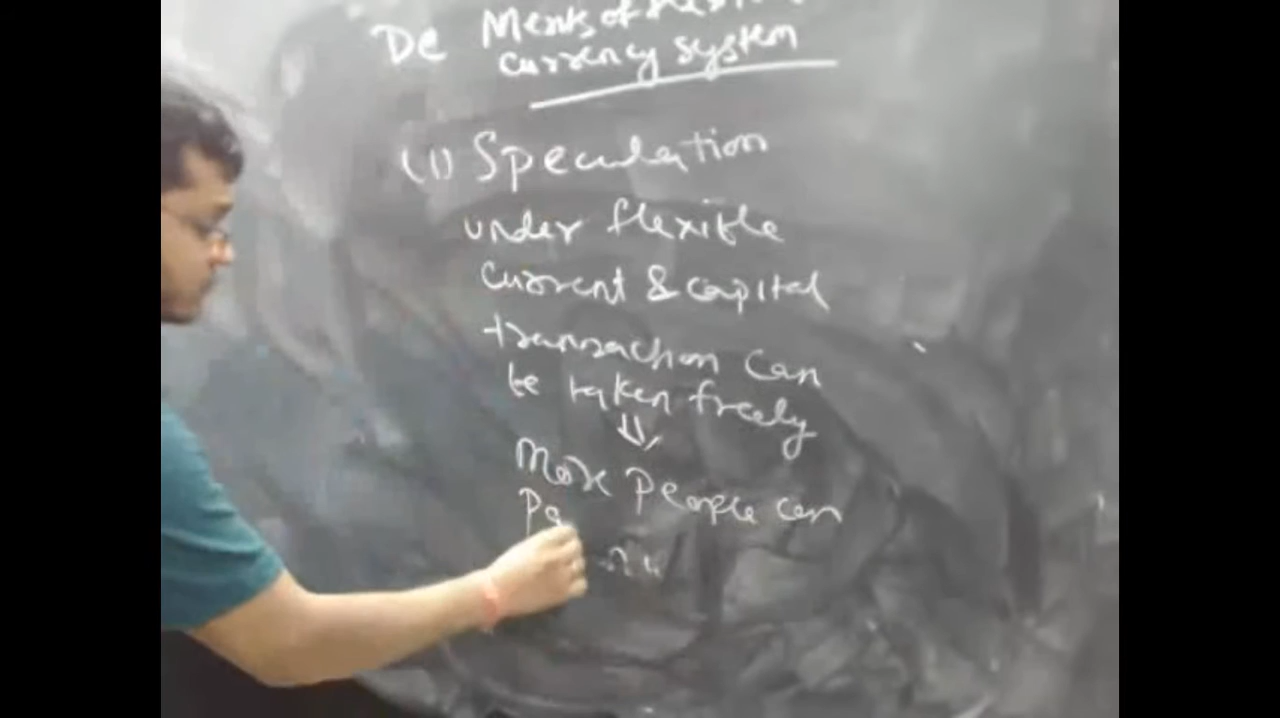 De Merits of
currency system
(1) Speculation
under flexible
current & capital
transaction can
be taken freely
⇓
More People can
Pa